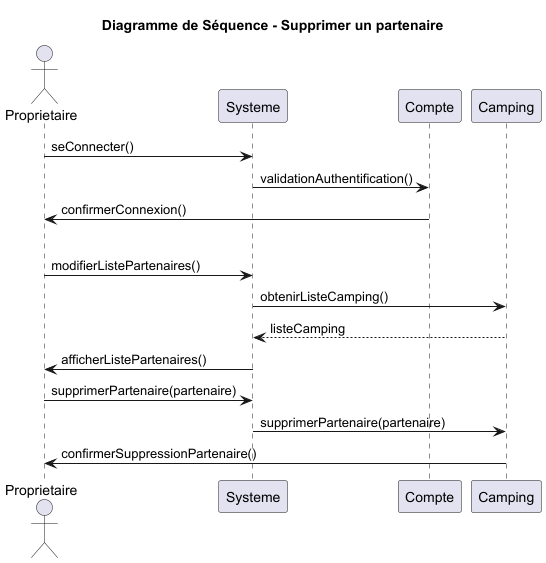 Diagramme de Séquence - Supprimer un partenaire
Proprietaire
Systeme
Compte
Camping
seConnecter()
validationAuthentification()
confirmerConnexion()
modifierListePartenaires()
obtenirListeCamping()
listeCamping
afficherListePartenaires()
supprimerPartenaire(partenaire)
supprimerPartenaire(partenaire)
confirmerSuppressionPartenaire()
Proprietaire
Systeme
Compte
Camping